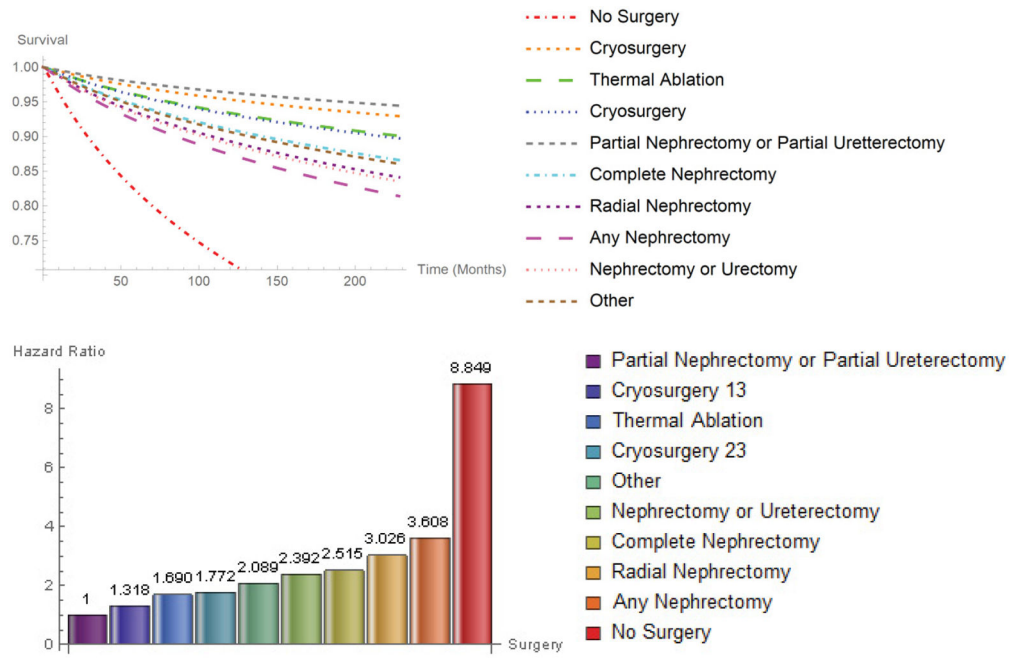 Survival
1.00
0.95
0.90
0.85
0.80
0.75
50
100
150
200
Time (Months)
No Surgery
Cryosurgery
Thermal Ablation
Cryosurgery
Partial Nephrectomy or Partial Uretterectomy
Complete Nephrectomy
Radial Nephrectomy
Any Nephrectomy
Nephrectomy or Urectomy
Other
Hazard Ratio
8
6
4
2
0
1
1.318
1.690
1.772
2.089
2.392
2.515
3.026
3.608
8.849
Surgery
Partial Nephrectomy or Partial Ureterectomy
Cryosurgery 13
Thermal Ablation
Cryosurgery 23
Other
Nephrectomy or Ureterectomy
Complete Nephrectomy
Radial Nephrectomy
Any Nephrectomy
No Surgery